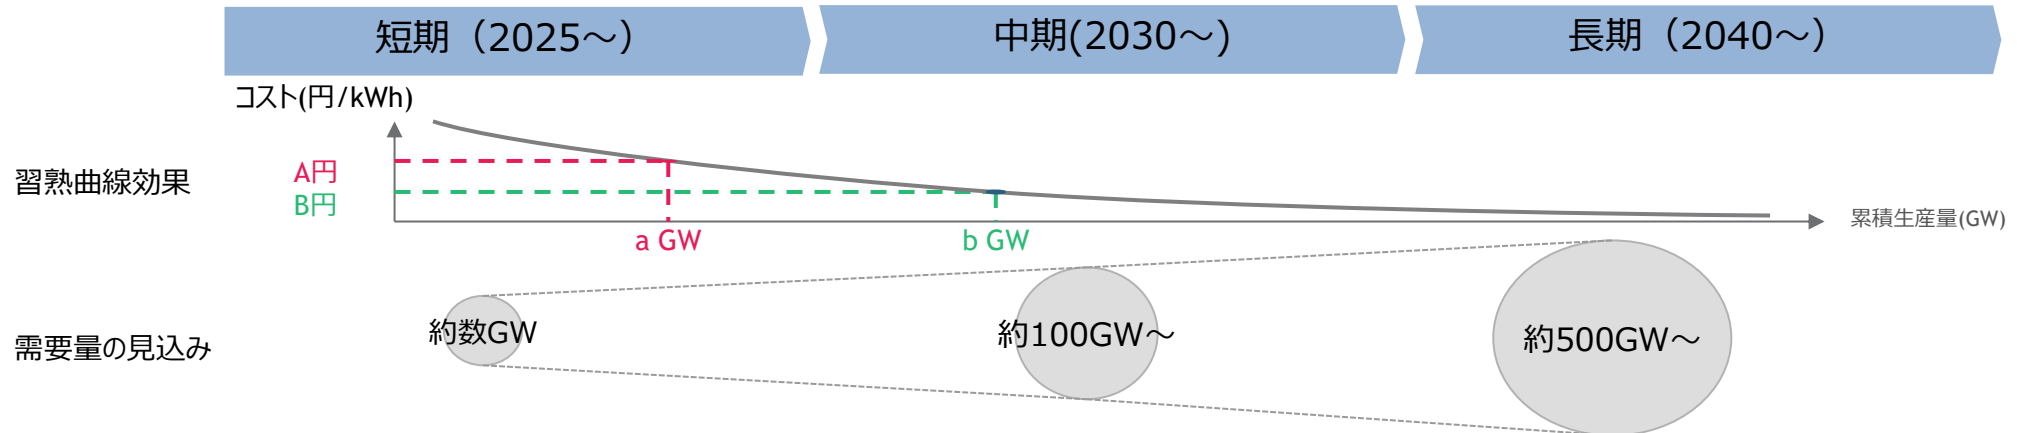 短期（2025～）
中期(2030～)
長期（2040～）
コスト(円/kWh)
習熟曲線効果
A円
B円
累積生産量(GW)
a GW
b GW
需要量の見込み
約数GW
約100GW～
約500GW～